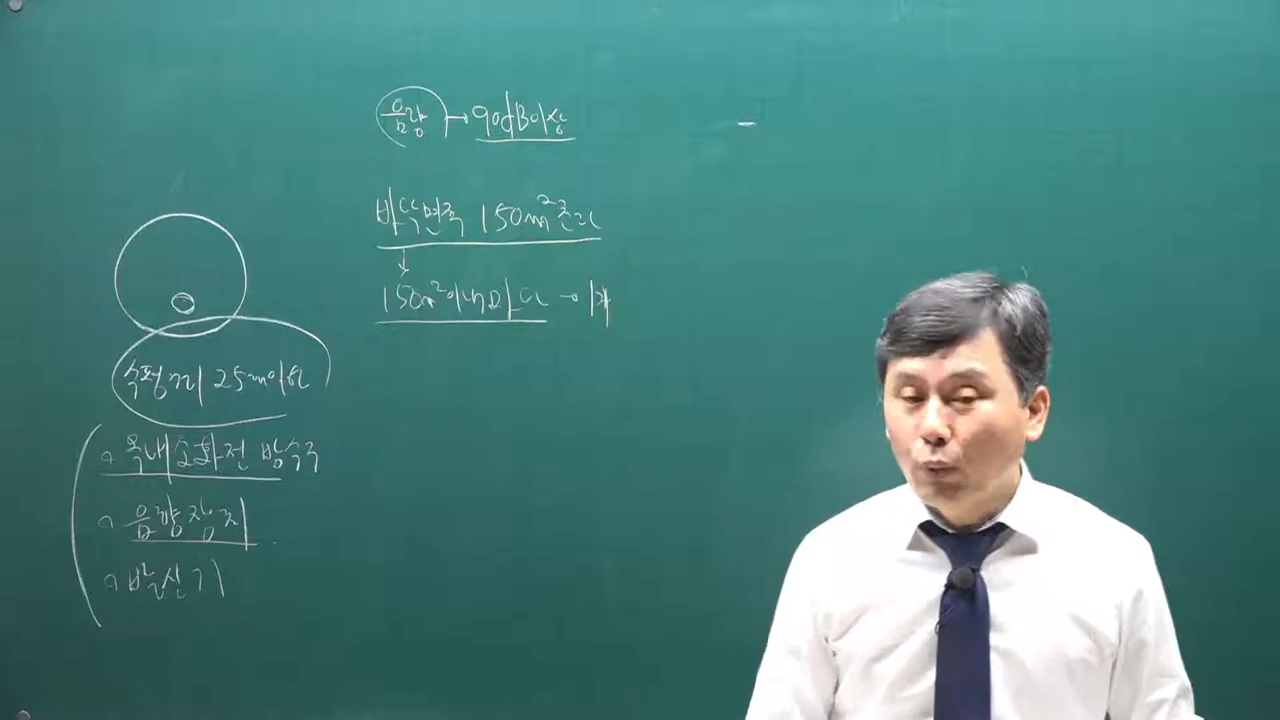 음량 → 90dB이상
바닥면적 150m²초과
150m²이내마다 → 1개
수평거리 25m이하
옥내소화전 방수구
음향장치
발신기